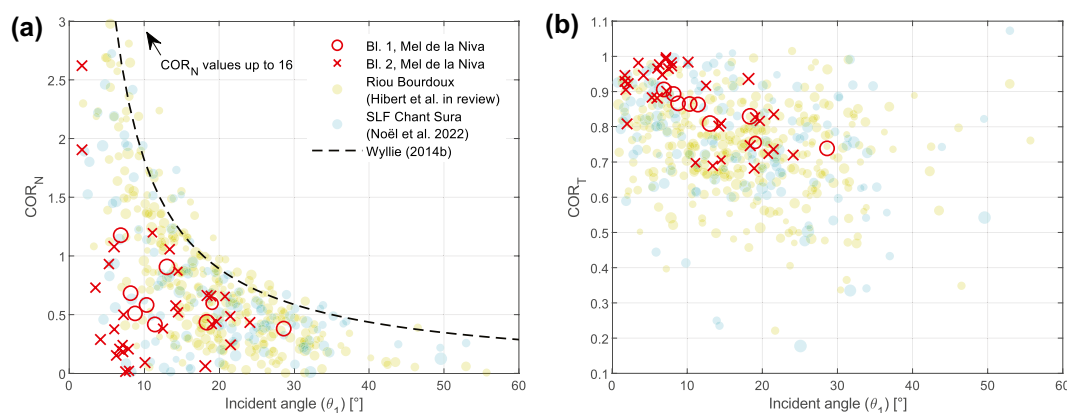 (a)
COR_N
3
2.5
2
1.5
1
0.5
0
0 10 20 30 40 50 60
Incident angle (θ_1) [°]
COR_N values up to 16
Bl. 1, Mel de la Niva
Bl. 2, Mel de la Niva
Riou Bourdoux
(Hibert et al. in review)
SLF Chant Sura
(Noël et al. 2022)
Wyllie (2014b)
(b)
COR_T
1.1
1
0.9
0.8
0.7
0.6
0.5
0.4
0.3
0.2
0.1
0 10 20 30 40 50 60
Incident angle (θ_1) [°]